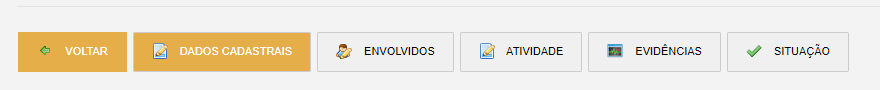 VOLTAR DADOS CADASTRAIS ENVOLVIDOS ATIVIDADE EVIDÊNCIAS SITUAÇÃO